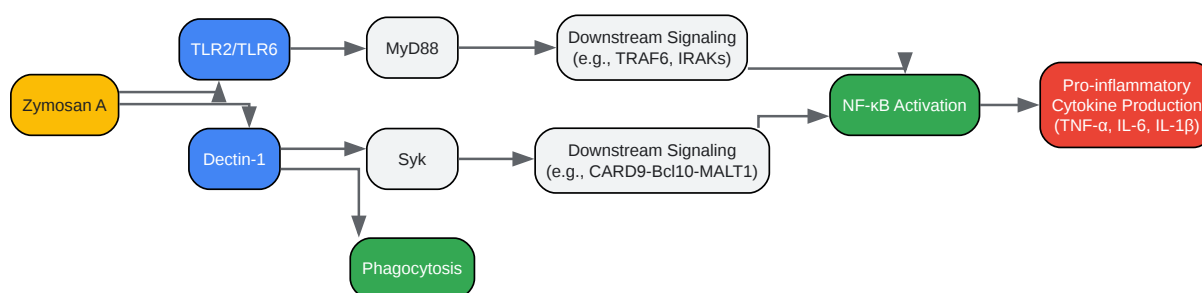 TLR2/TLR6
MyD88
Downstream Signaling
(e.g., TRAF6, IRAKs)
Zymosan A
NF-κB Activation
Pro-inflammatory
Cytokine Production
(TNF-α, IL-6, IL-1β)
Dectin-1
Syk
Downstream Signaling
(e.g., CARD9-Bcl10-MALT1)
Phagocytosis